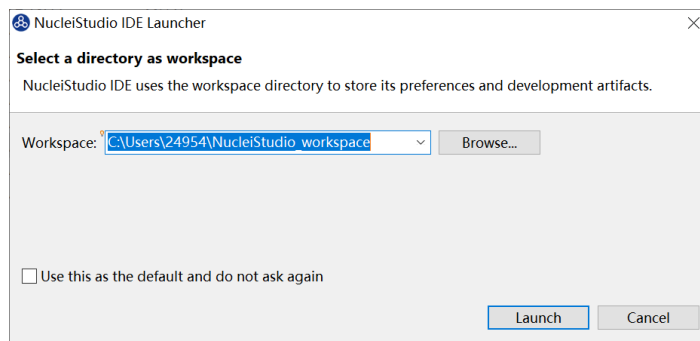 NucleiStudio IDE Launcher
Select a directory as workspace
NucleiStudio IDE uses the workspace directory to store its preferences and development artifacts.
Workspace: C:\Users\24954\NucleiStudio_workspace Browse...
Use this as the default and do not ask again
Launch Cancel